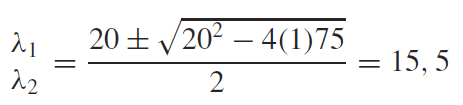 λ₁
λ₂ = (20 ± √(20² – 4(1)75)) / 2 = 15, 5